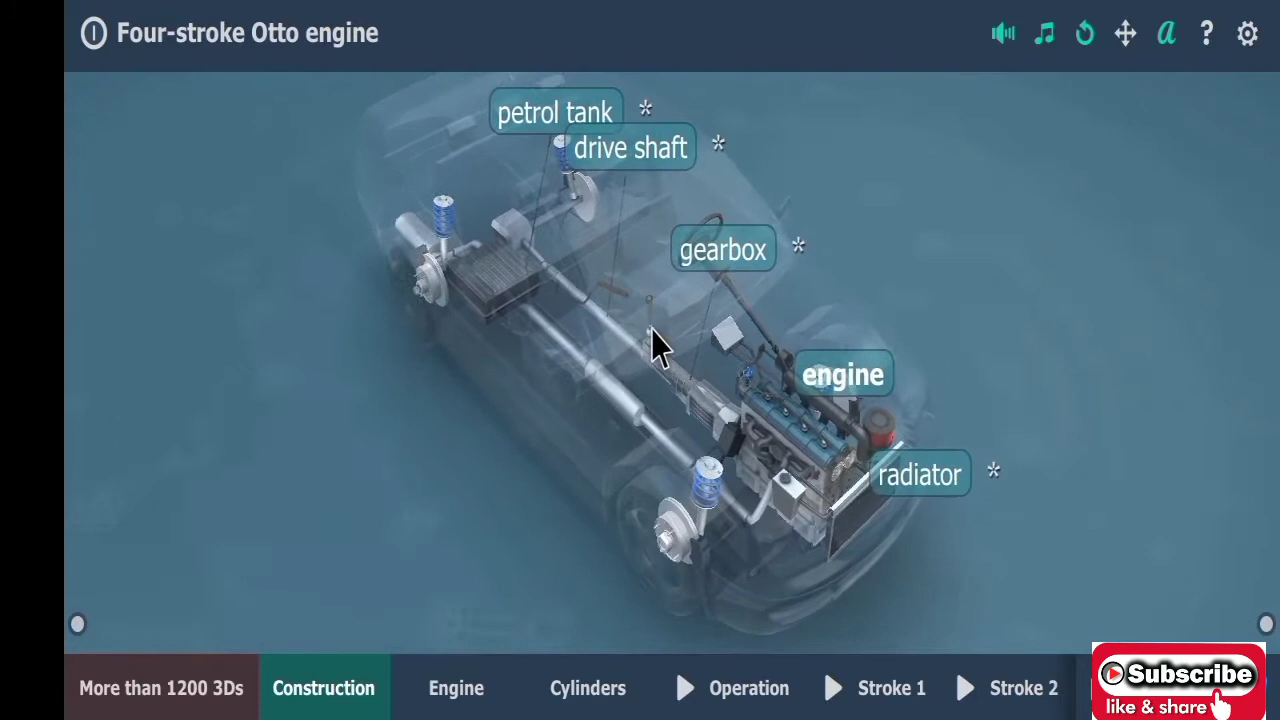 Four-stroke Otto engine
a ?
petrol tank *
drive shaft *
gearbox *
engine
radiator *
More than 1200 3Ds Construction Engine Cylinders Operation Stroke 1 Stroke 2
Subscribe
like & share